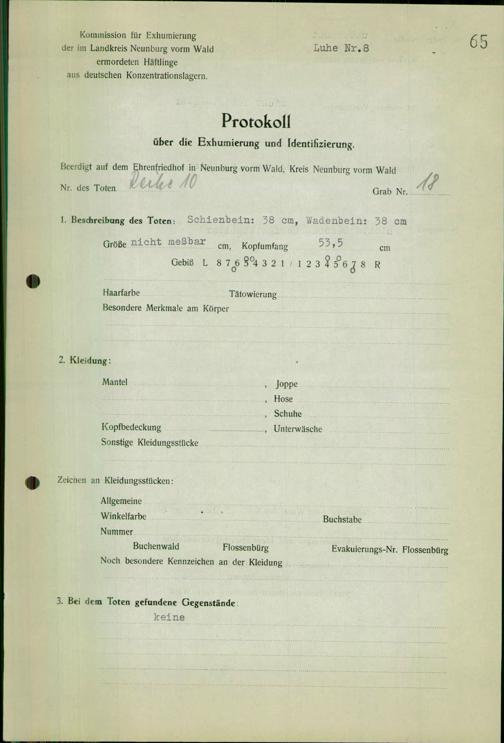 65
Kommission für Exhumierung
der im Landkreis Neunburg vorm Wald
ermordeten Häftlinge
aus deutschen Konzentrationslagern.
Luhe Nr.8
Protokoll
über die Exhumierung und Identifizierung.
Beerdigt auf dem Ehrenfriedhof in Neunburg vorm Wald, Kreis Neunburg vorm Wald
Nr. des Toten Reihe 10 Grab Nr. 18
1. Beschreibung des Toten: Schienbein: 38 cm, Wadenbein: 38 cm
Größe nicht meßbar cm, Kopfumfang 53,5 cm
Gebiß L 8 7 6 5 4 3 2 1 / 1 2 3 4 5 6 7 8 R
Haarfarbe Tätowierung
Besondere Merkmale am Körper
2. Kleidung:
Mantel , Joppe
, Hose
, Schuhe
Kopfbedeckung , Unterwäsche
Sonstige Kleidungsstücke
Zeichen an Kleidungsstücken:
Allgemeine
Winkelfarbe Buchstabe
Nummer
Buchenwald Flossenbürg Evakuierungs-Nr. Flossenbürg
Noch besondere Kennzeichen an der Kleidung
3. Bei dem Toten gefundene Gegenstände:
keine